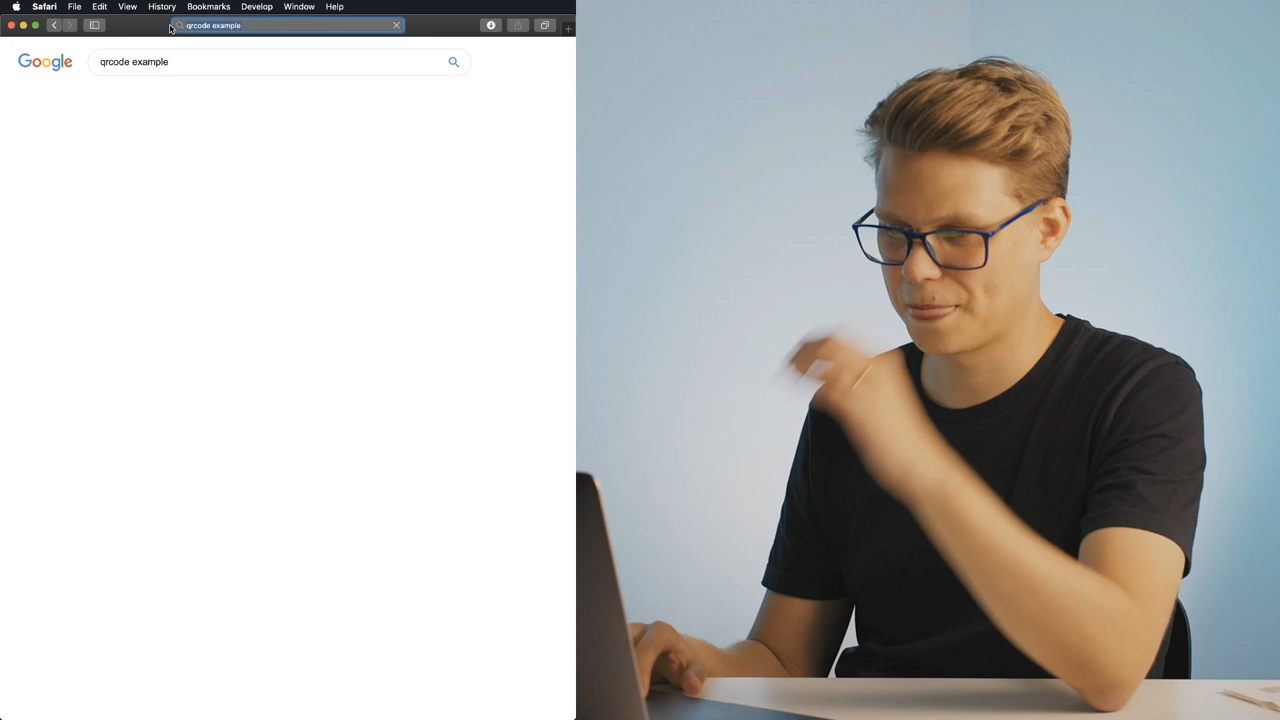 Safari File Edit View History Bookmarks Develop Window Help
qrcode example
Google qrcode example